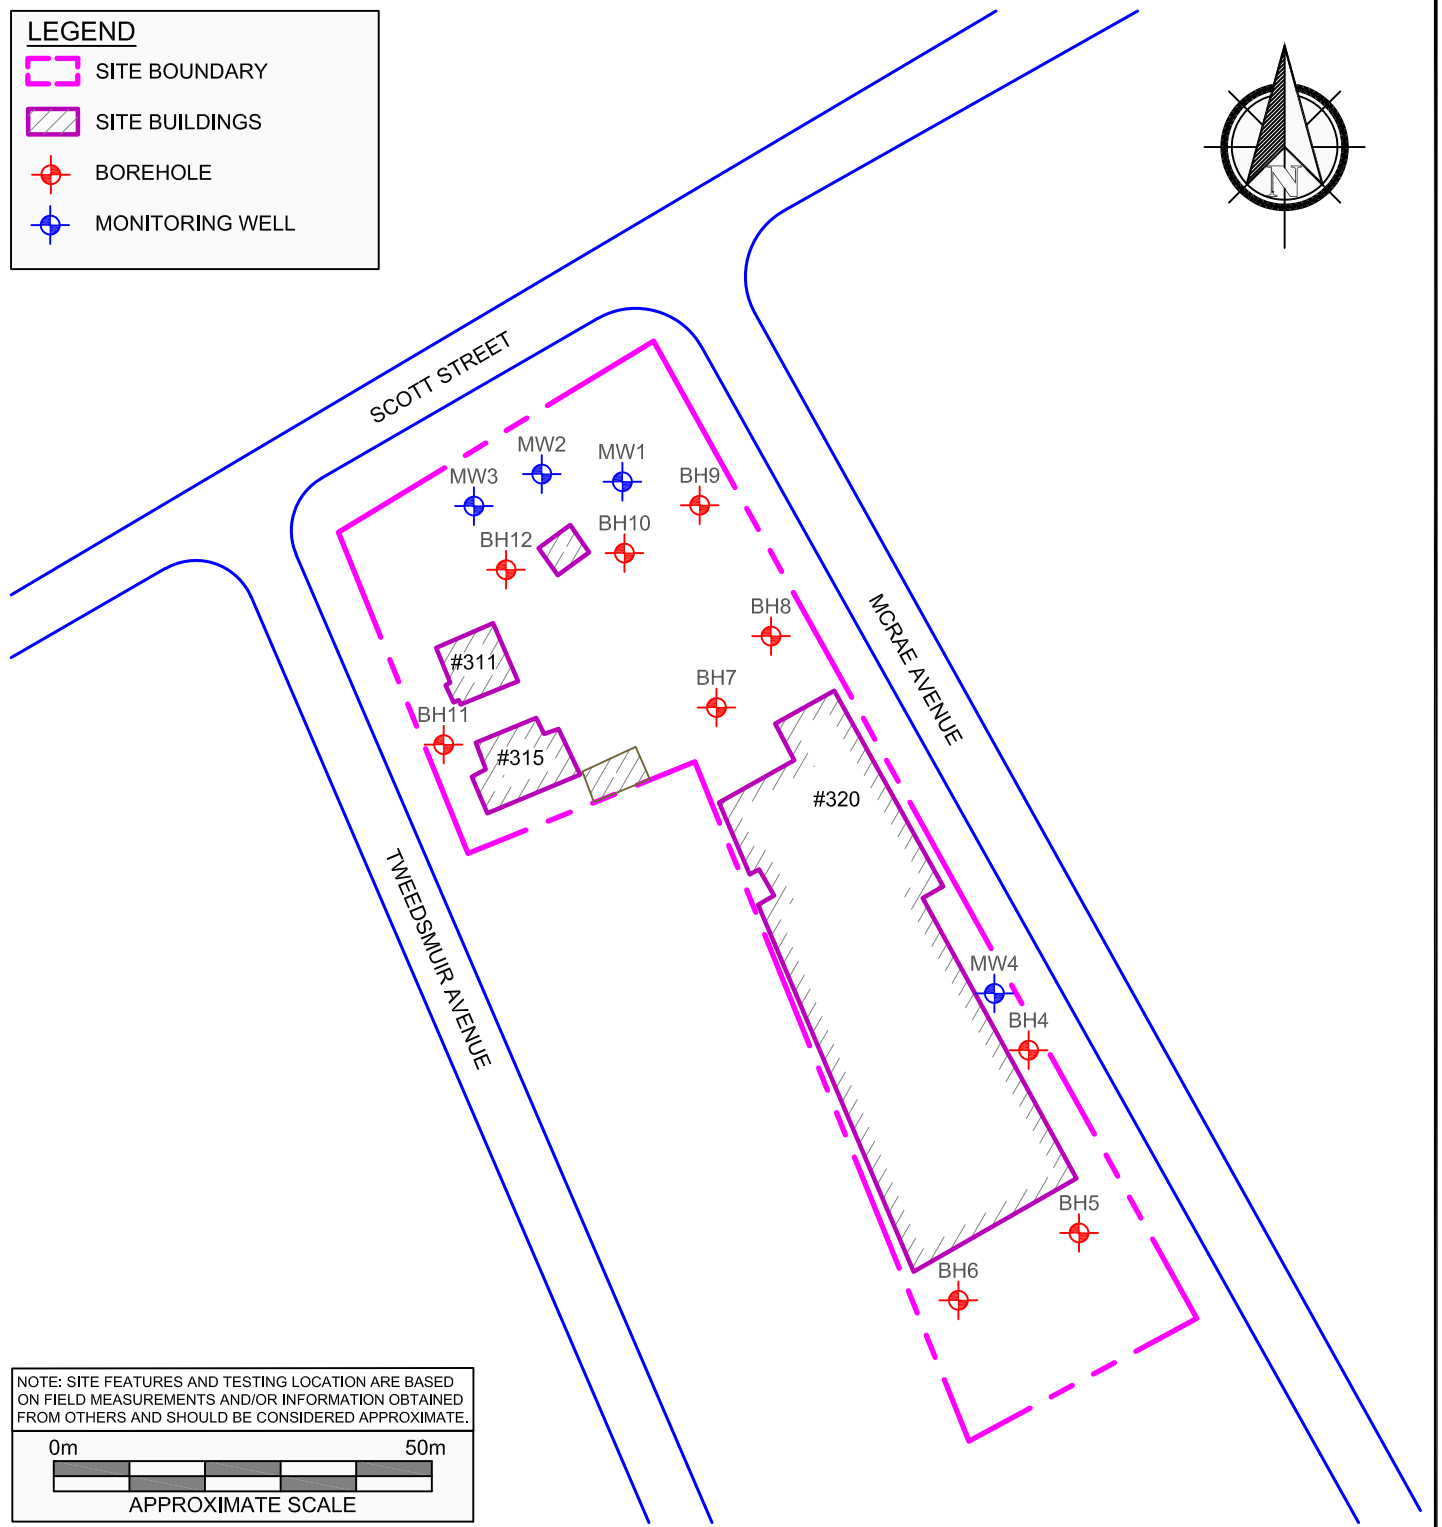 LEGEND
SITE BOUNDARY
SITE BUILDINGS
BOREHOLE
MONITORING WELL
N
SCOTT STREET
MW2
MW1
MW3
BH9
BH10
BH12
BH8
MCRAE AVENUE
#311
BH7
BH11
#315
#320
TWEEDSMUIR AVENUE
MW4
BH4
BH5
BH6
NOTE: SITE FEATURES AND TESTING LOCATION ARE BASED
ON FIELD MEASUREMENTS AND/OR INFORMATION OBTAINED
FROM OTHERS AND SHOULD BE CONSIDERED APPROXIMATE.
0m 50m
APPROXIMATE SCALE